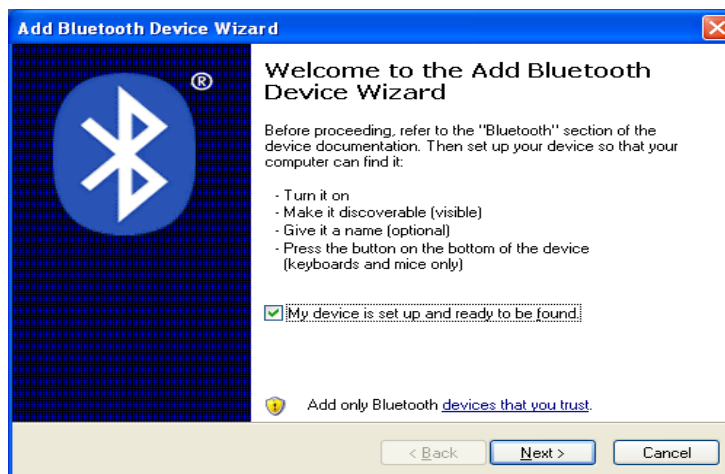 Add Bluetooth Device Wizard
®
Welcome to the Add Bluetooth
Device Wizard
Before proceeding, refer to the "Bluetooth" section of the
device documentation. Then set up your device so that your
computer can find it:
- Turn it on
- Make it discoverable (visible)
- Give it a name (optional)
- Press the button on the bottom of the device
(keyboards and mice only)
My device is set up and ready to be found.
Add only Bluetooth devices that you trust.
< Back Next > Cancel